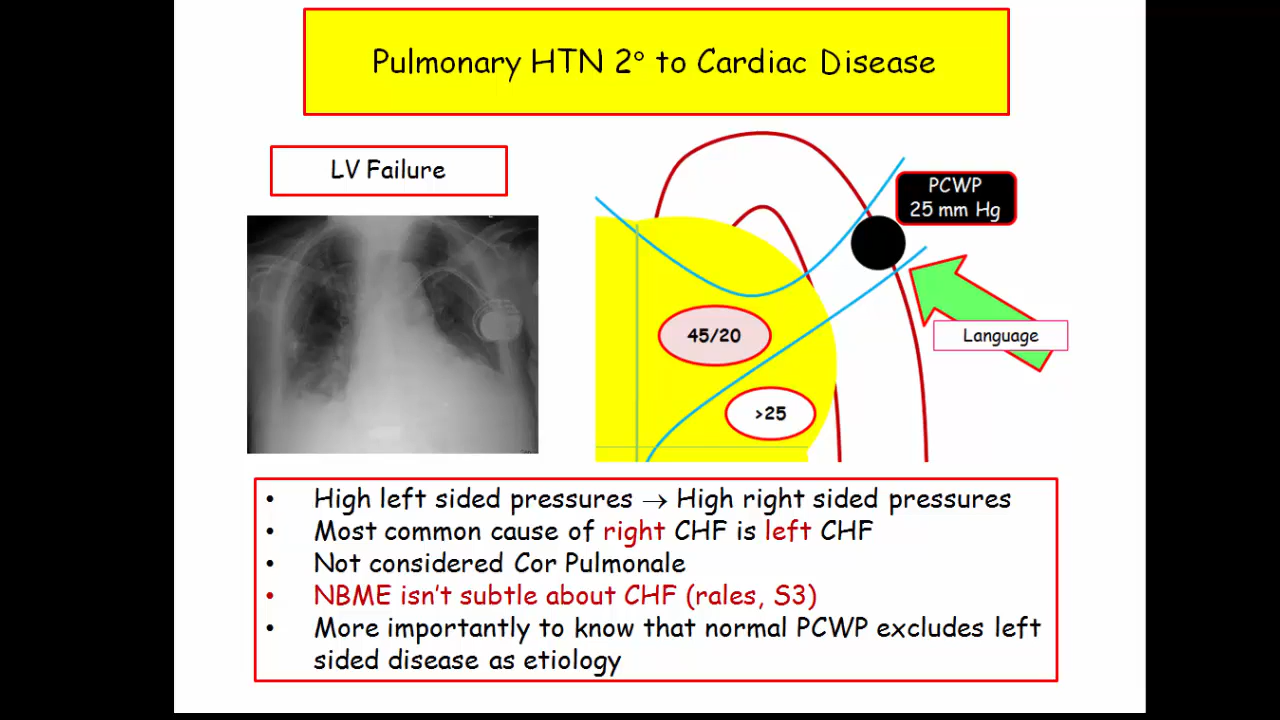 Pulmonary HTN 2° to Cardiac Disease
LV Failure
PCWP
25 mm Hg
45/20
Language
>25
• High left sided pressures → High right sided pressures
• Most common cause of right CHF is left CHF
• Not considered Cor Pulmonale
• NBME isn't subtle about CHF (rales, S3)
• More importantly to know that normal PCWP excludes left
sided disease as etiology